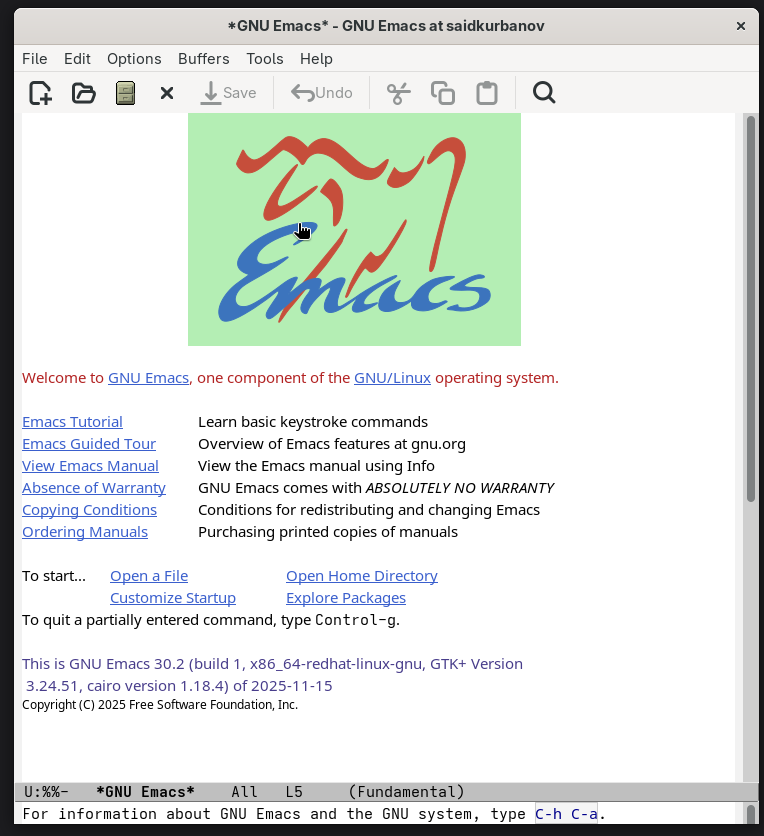 *GNU Emacs* - GNU Emacs at saidkurbanov
File Edit Options Buffers Tools Help
Save Undo
Emacs
Welcome to GNU Emacs, one component of the GNU/Linux operating system.
Emacs Tutorial Learn basic keystroke commands
Emacs Guided Tour Overview of Emacs features at gnu.org
View Emacs Manual View the Emacs manual using Info
Absence of Warranty GNU Emacs comes with ABSOLUTELY NO WARRANTY
Copying Conditions Conditions for redistributing and changing Emacs
Ordering Manuals Purchasing printed copies of manuals
To start... Open a File Open Home Directory
Customize Startup Explore Packages
To quit a partially entered command, type Control-g.
This is GNU Emacs 30.2 (build 1, x86_64-redhat-linux-gnu, GTK+ Version
3.24.51, cairo version 1.18.4) of 2025-11-15
Copyright (C) 2025 Free Software Foundation, Inc.
U:%%- *GNU Emacs* All L5 (Fundamental)
For information about GNU Emacs and the GNU system, type C-h C-a.